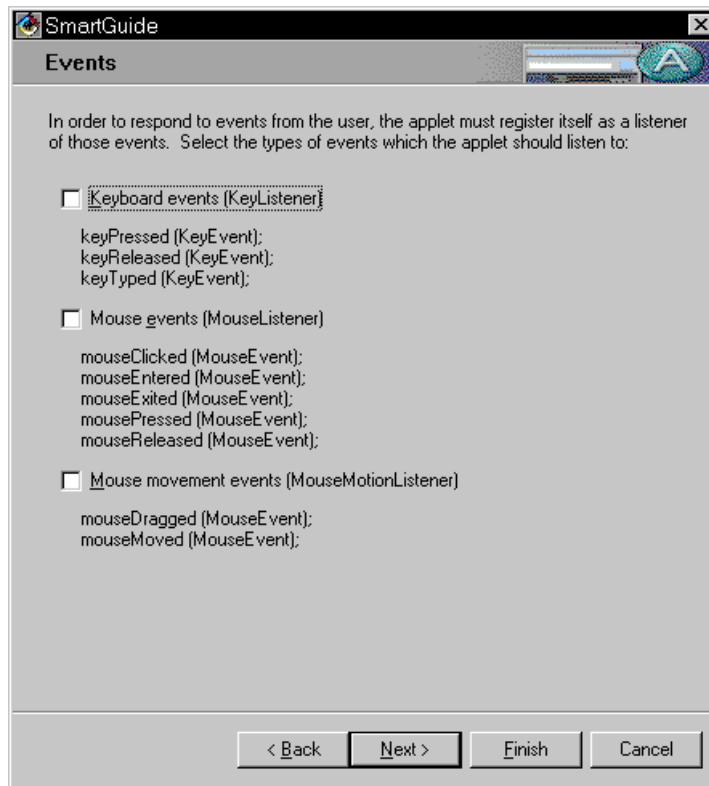 SmartGuide
Events
A
In order to respond to events from the user, the applet must register itself as a listener
of those events. Select the types of events which the applet should listen to:
Keyboard events (KeyListener)
keyPressed (KeyEvent);
keyReleased (KeyEvent);
keyTyped (KeyEvent);
Mouse events (MouseListener)
mouseClicked (MouseEvent);
mouseEntered (MouseEvent);
mouseExited (MouseEvent);
mousePressed (MouseEvent);
mouseReleased (MouseEvent);
Mouse movement events (MouseMotionListener)
mouseDragged (MouseEvent);
mouseMoved (MouseEvent);
< Back Next > Finish Cancel